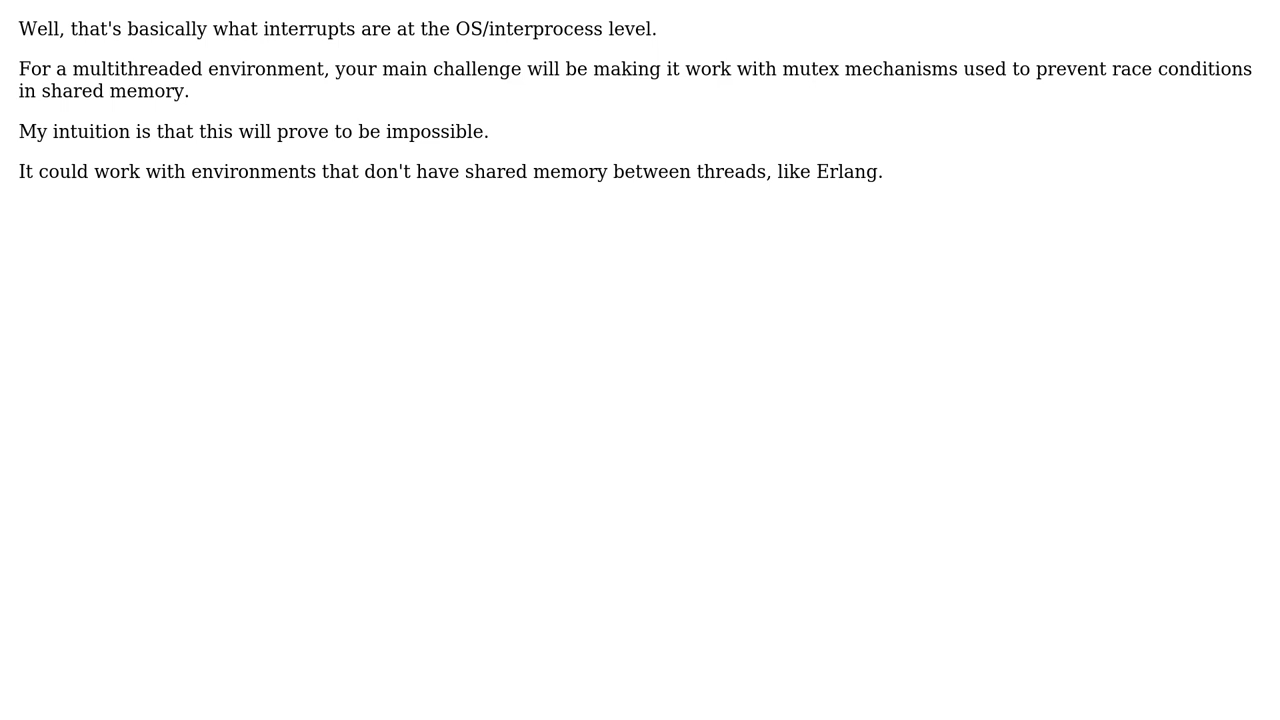 Well, that's basically what interrupts are at the OS/interprocess level.
For a multithreaded environment, your main challenge will be making it work with mutex mechanisms used to prevent race conditions
in shared memory.
My intuition is that this will prove to be impossible.
It could work with environments that don't have shared memory between threads, like Erlang.